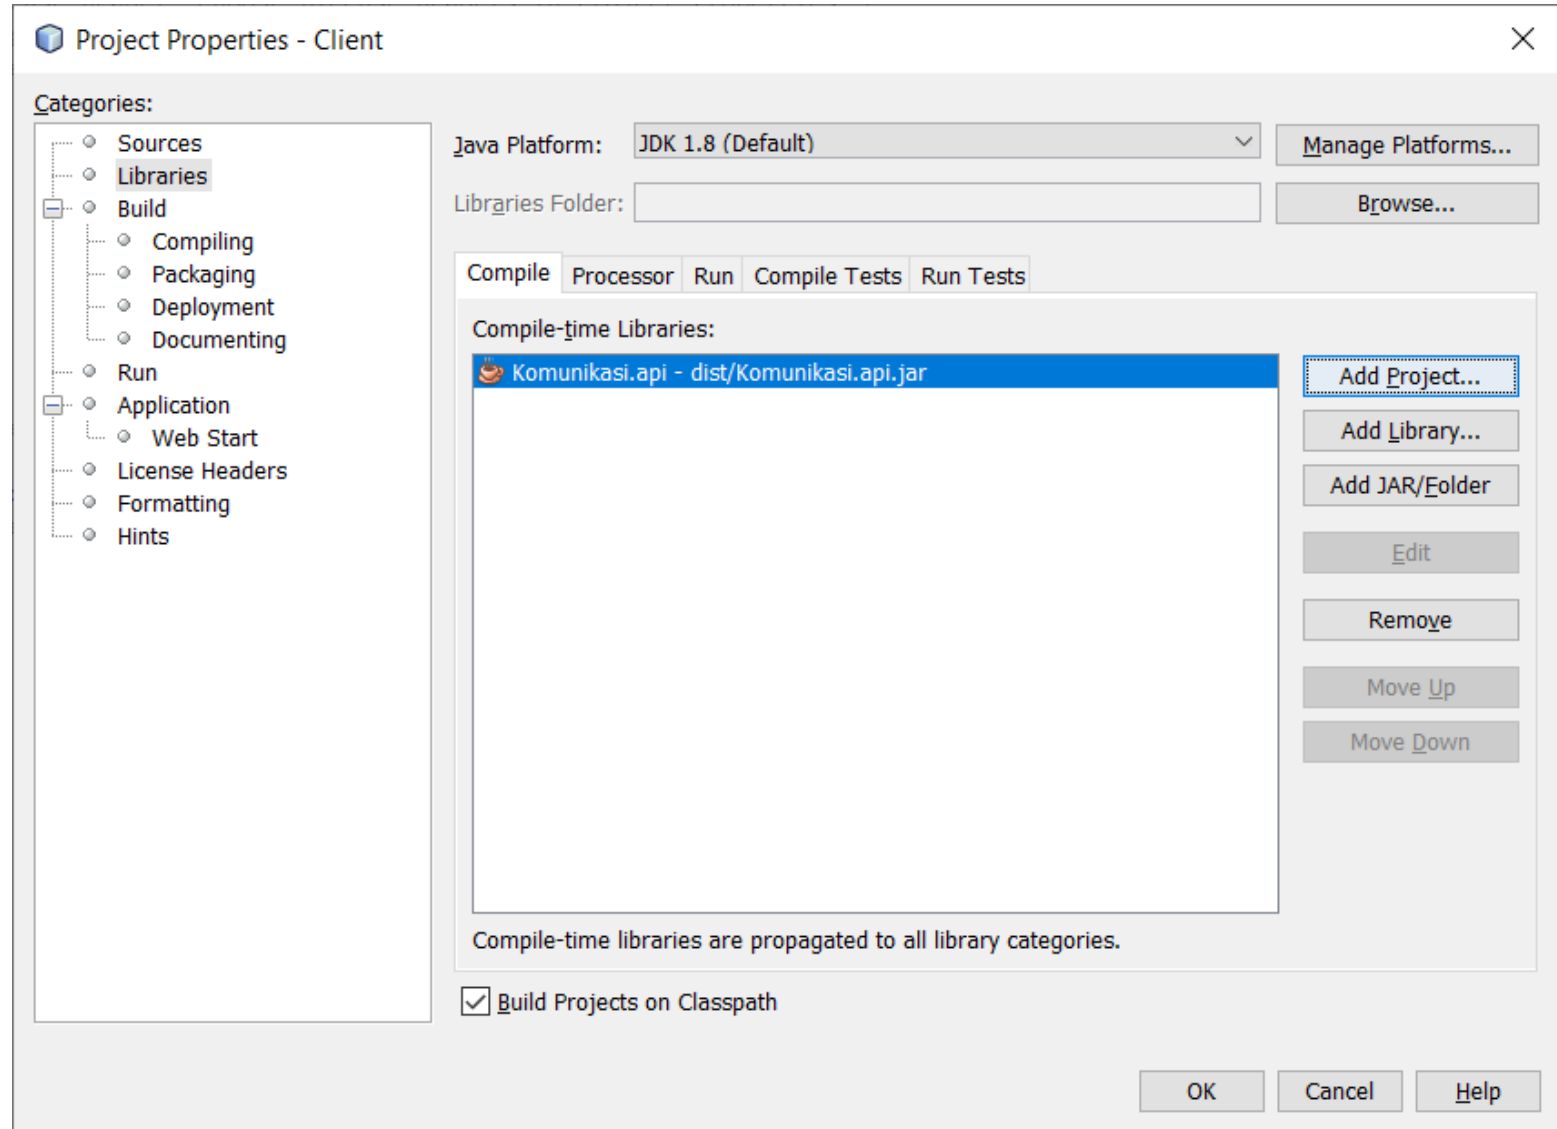 Project Properties - Client
Categories:
Sources
Libraries
Build
Compiling
Packaging
Deployment
Documenting
Run
Application
Web Start
License Headers
Formatting
Hints
Java Platform: JDK 1.8 (Default) Manage Platforms...
Libraries Folder: Browse...
Compile Processor Run Compile Tests Run Tests
Compile-time Libraries:
Komunikasi.api - dist/Komunikasi.api.jar
Add Project...
Add Library...
Add JAR/Folder
Edit
Remove
Move Up
Move Down
Compile-time libraries are propagated to all library categories.
Build Projects on Classpath
OK Cancel Help